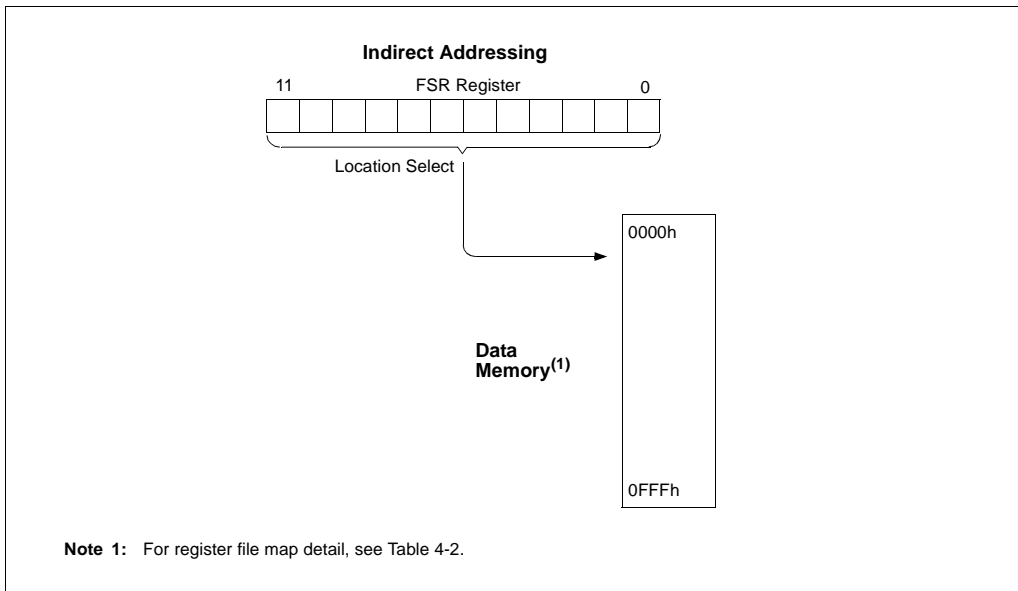 Indirect Addressing
11 FSR Register 0
Location Select
0000h
Data
Memory(1)
0FFFh
Note 1: For register file map detail, see Table 4-2.